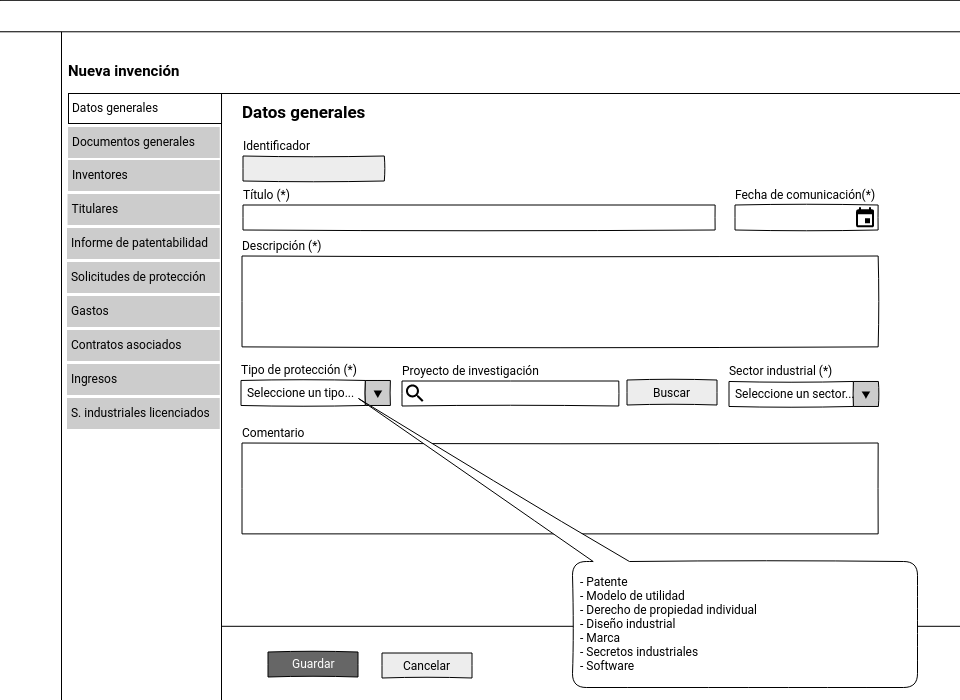 Nueva invención
Datos generales
Documentos generales
Inventores
Titulares
Informe de patentabilidad
Solicitudes de protección
Gastos
Contratos asociados
Ingresos
S. industriales licenciados
Datos generales
Identificador
Título (*)
Fecha de comunicación(*)
Descripción (*)
Tipo de protección (*)
Proyecto de investigación
Sector industrial (*)
Seleccione un tipo...
Buscar
Seleccione un sector...
Comentario
- Patente
- Modelo de utilidad
- Derecho de propiedad individual
- Diseño industrial
- Marca
- Secretos industriales
- Software
Guardar
Cancelar